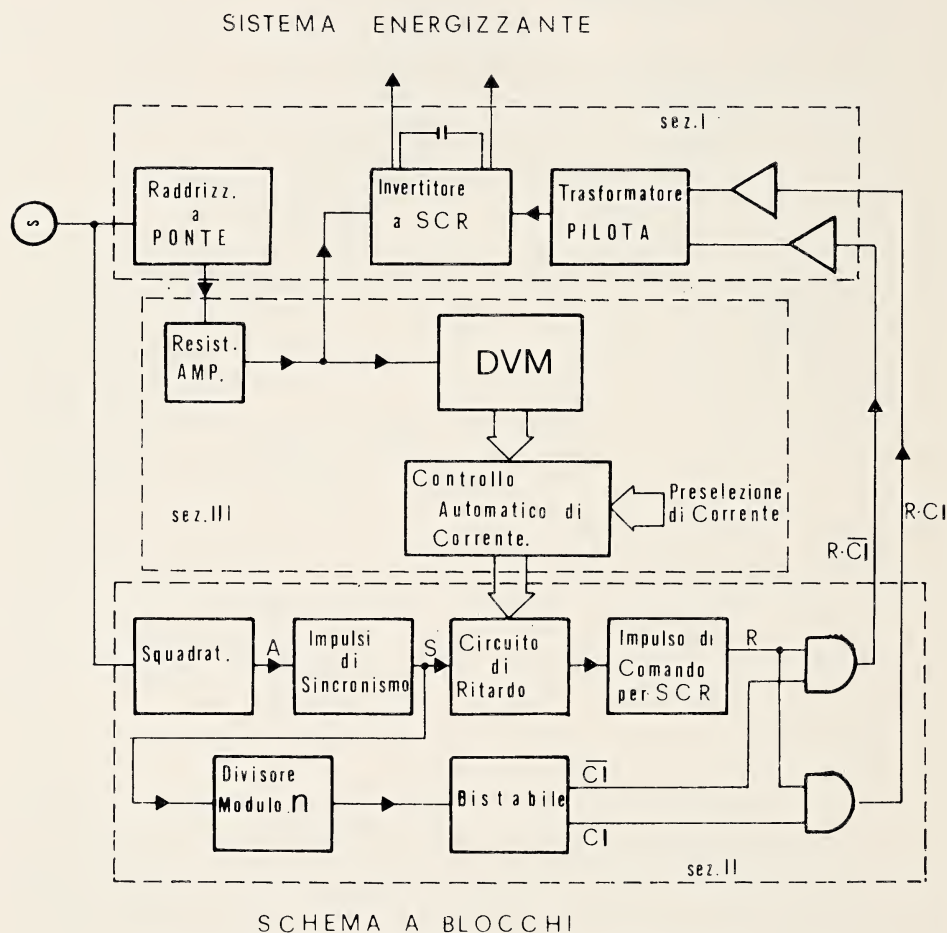 SISTEMA ENERGIZZANTE
sez. I
Raddrizz.
a
PONTE
Invertitore
a SCR
Trasformatore
PILOTA
S
Resist.
AMP.
DVM
Controllo
Automatico di
Corrente.
Preselezione
di Corrente
sez. III
R·C̅I̅
R·CI
Squadrat.
A
Impulsi
di
Sincronismo
S
Circuito
di
Ritardo
Impulso di
Comando
per SCR
R
Divisore
Modulo. n
Bistabile
C̅I̅
CI
sez. II
SCHEMA A BLOCCHI